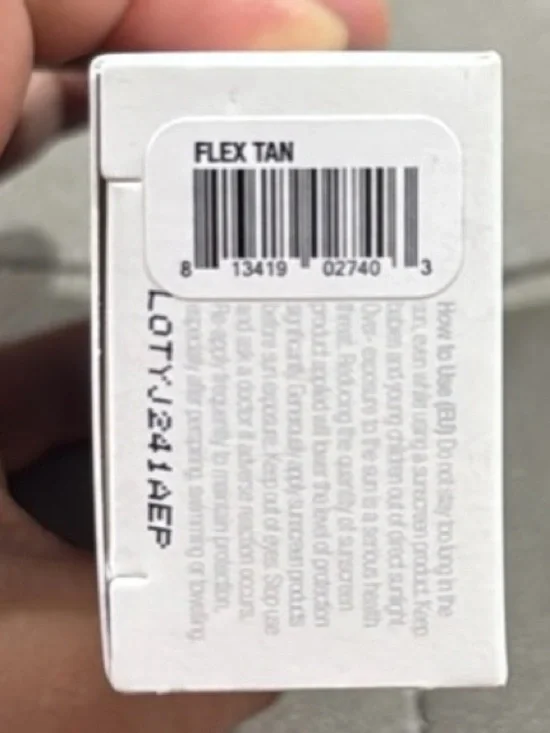 FLEX TAN
8 13419 02740 3
LOTYJ241AEP
How to Use (EU) Do not stay too long in the
sun, even while using a sunscreen product. Keep
babies and young children out of direct sunlight
Over- exposure to the sun is a serious health
threat. Reducing the quantity of sunscreen
product applied will lower the level of protection
significantly. Generously apply sunscreen products
before sun exposure. Keep out of eyes. Stop use
and ask a doctor if adverse reaction occurs.
Re-apply frequently to maintain protection,
especially after perspiring, swimming or toweling